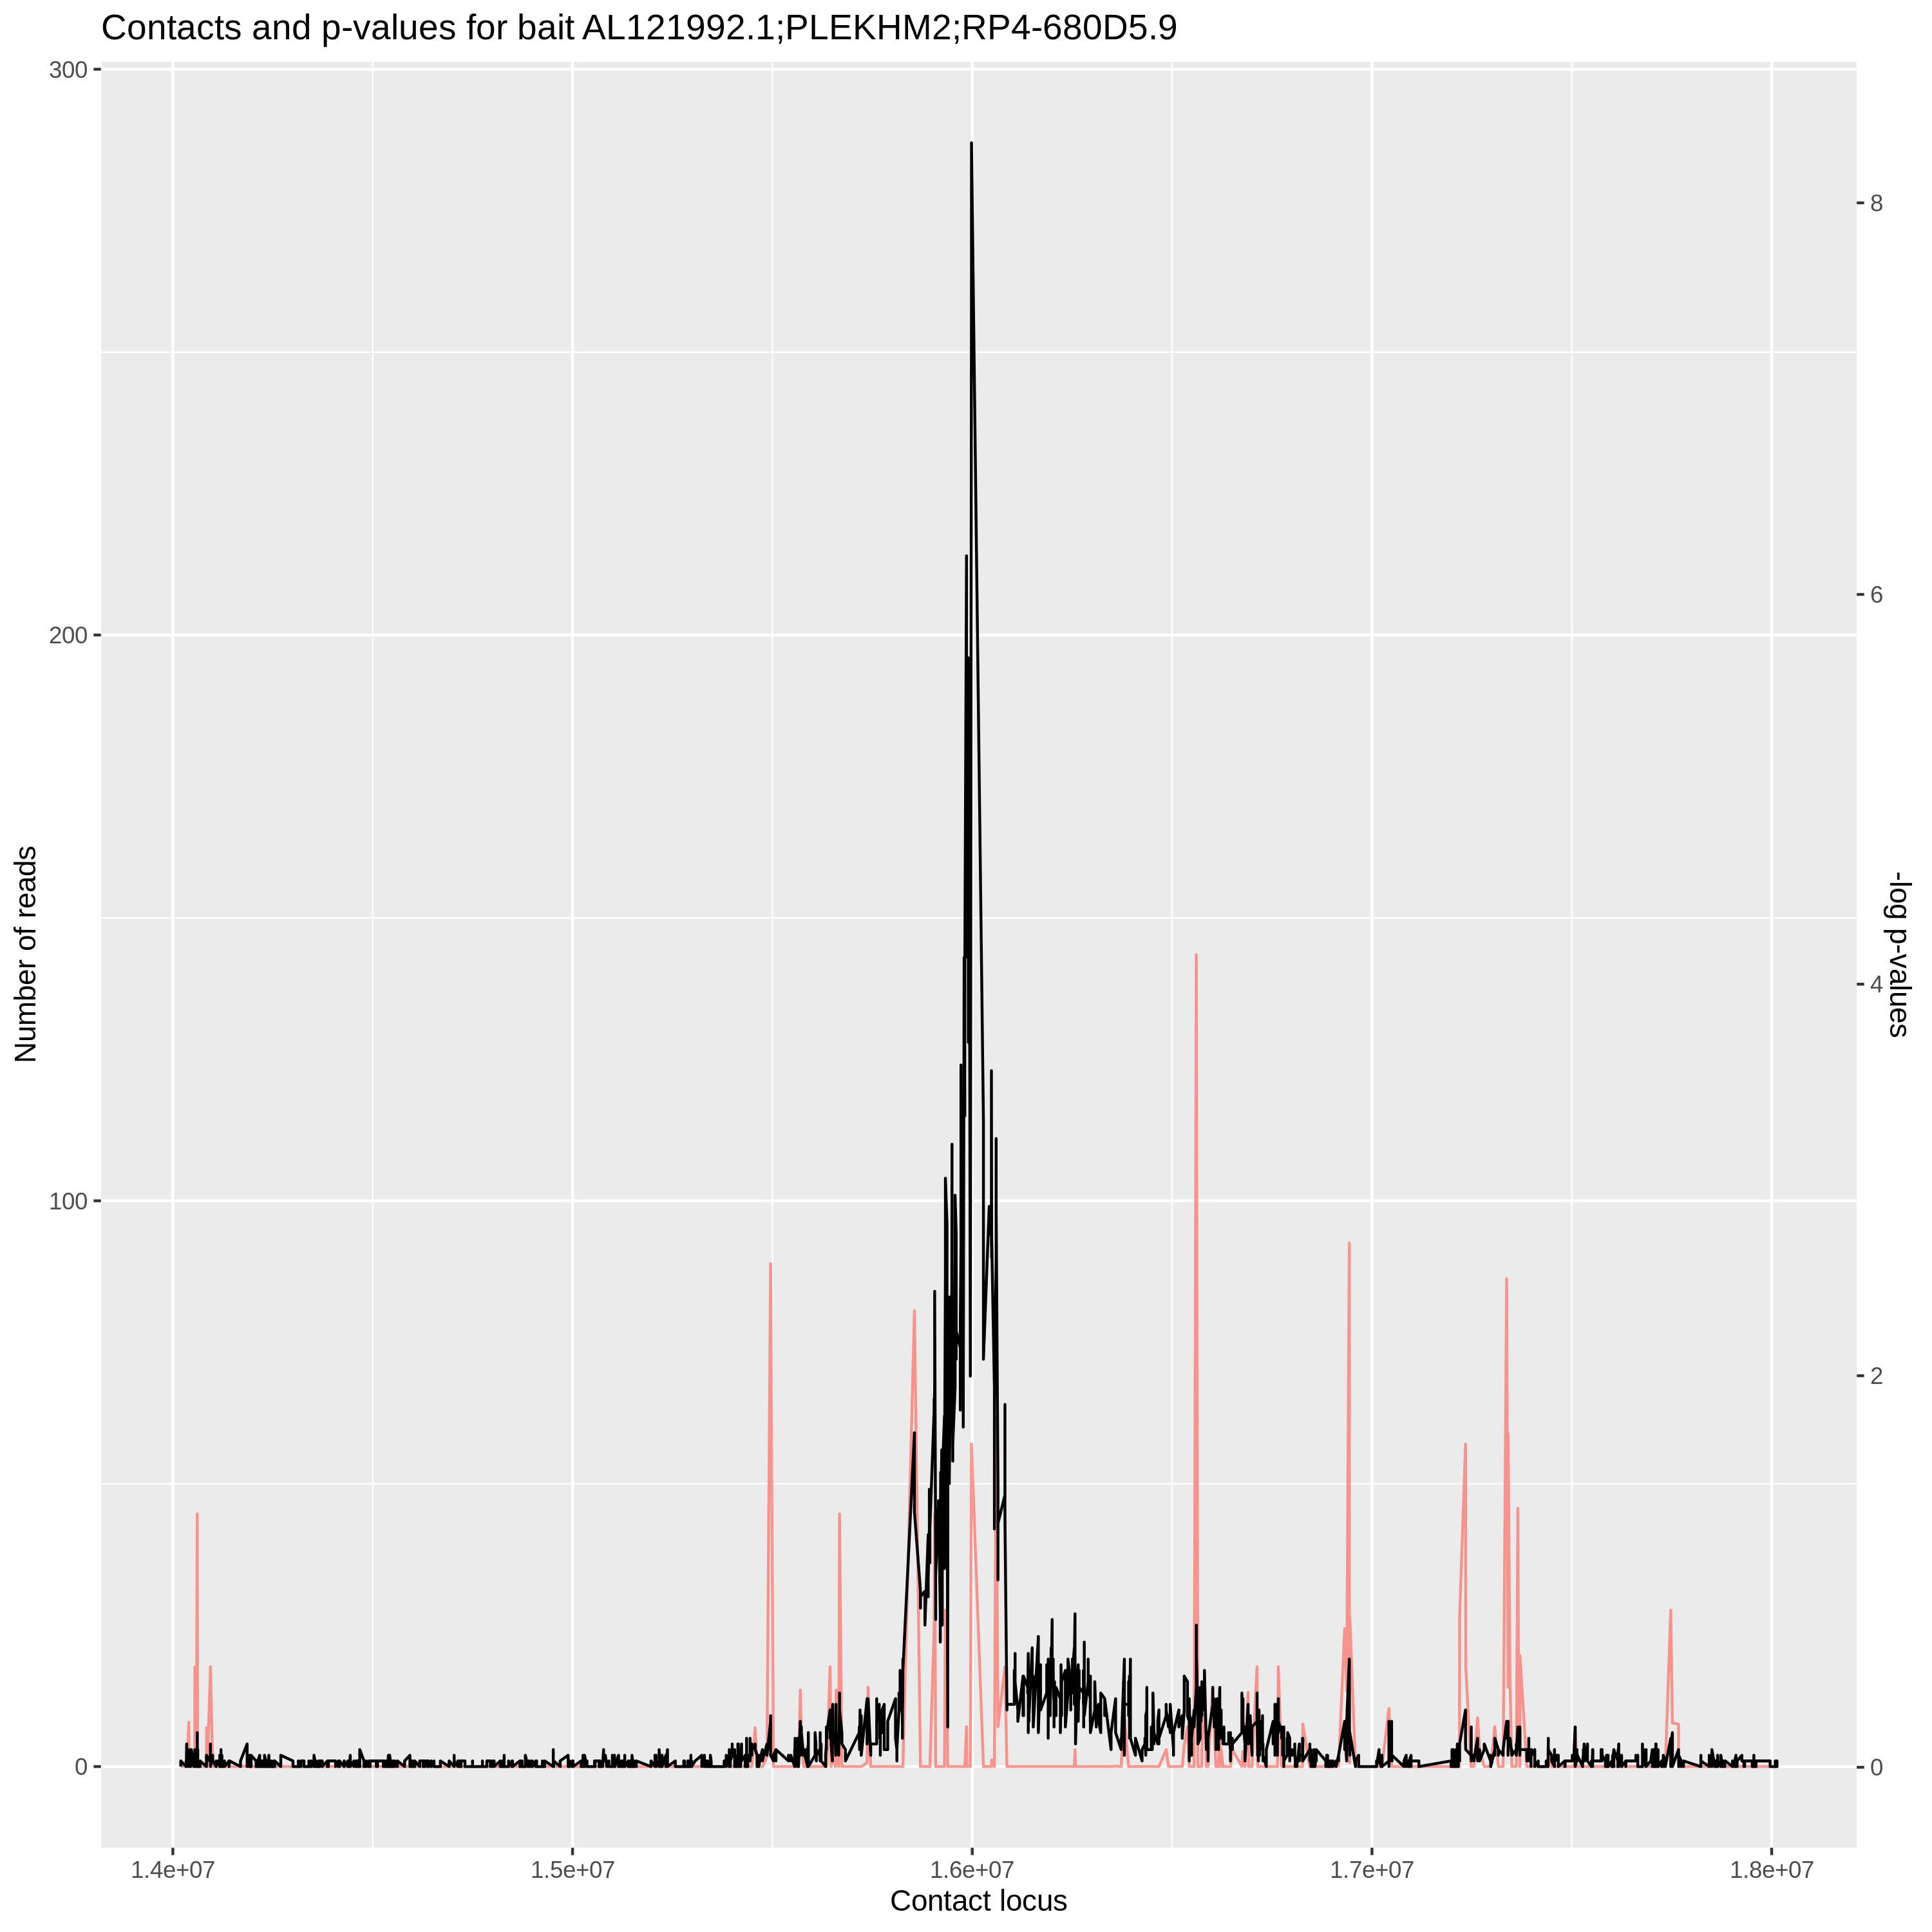 Contacts and p-values for bait AL121992.1;PLEKHM2;RP4-680D5.9
300
200
100
0
Number of reads
8
6
4
2
0
-log p-values
1.4e+07 1.5e+07 1.6e+07 1.7e+07 1.8e+07
Contact locus